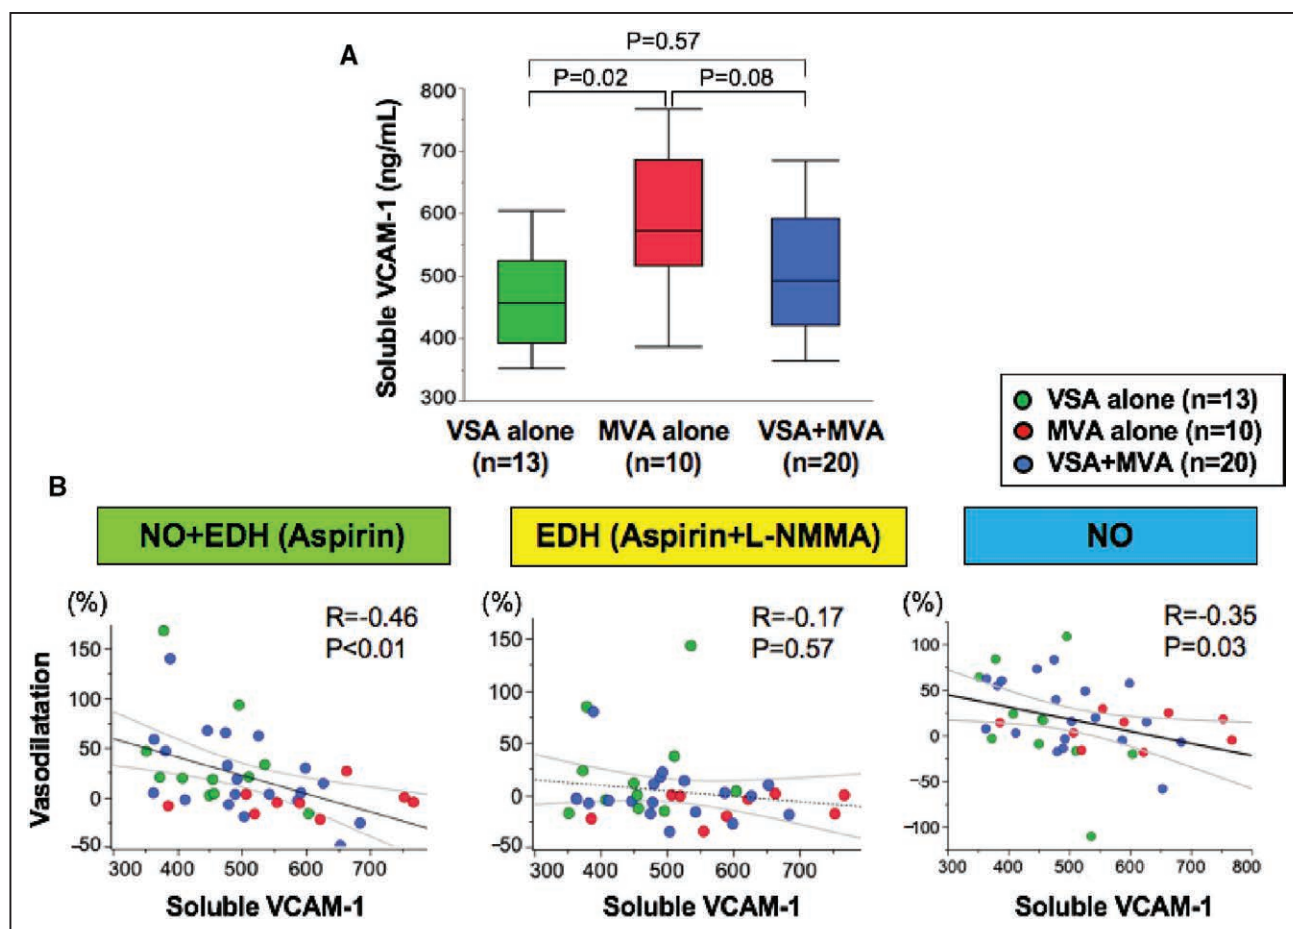 A
P=0.57
P=0.02
P=0.08
Soluble VCAM-1 (ng/mL)
800
700
600
500
400
300
VSA alone
(n=13)
MVA alone
(n=10)
VSA+MVA
(n=20)
VSA alone (n=13)
MVA alone (n=10)
VSA+MVA (n=20)
B
NO+EDH (Aspirin)
EDH (Aspirin+L-NMMA)
NO
Vasodilatation
(%)
R=-0.46
P<0.01
150
100
50
0
-50
300 400 500 600 700
Soluble VCAM-1
(%)
R=-0.17
P=0.57
150
100
50
0
-50
300 400 500 600 700
Soluble VCAM-1
(%)
R=-0.35
P=0.03
100
50
0
-50
-100
300 400 500 600 700 800
Soluble VCAM-1